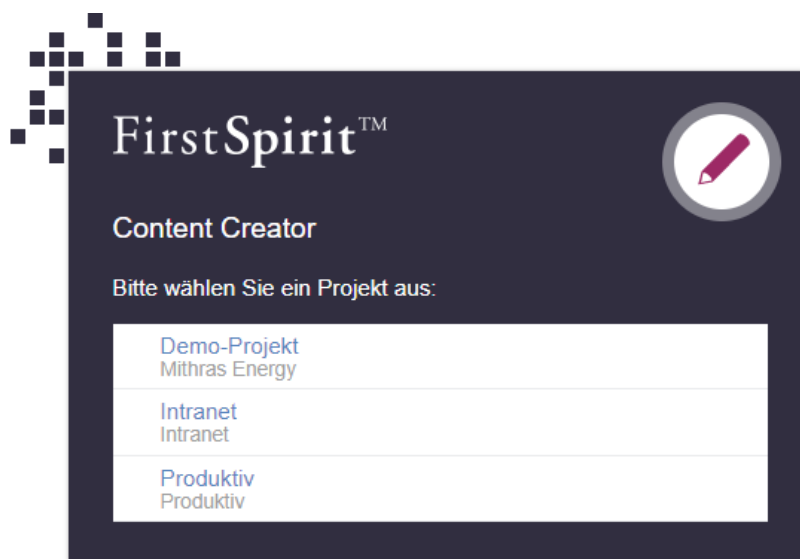 FirstSpirit™
Content Creator
Bitte wählen Sie ein Projekt aus:
Demo-Projekt
Mithras Energy
Intranet
Intranet
Produktiv
Produktiv